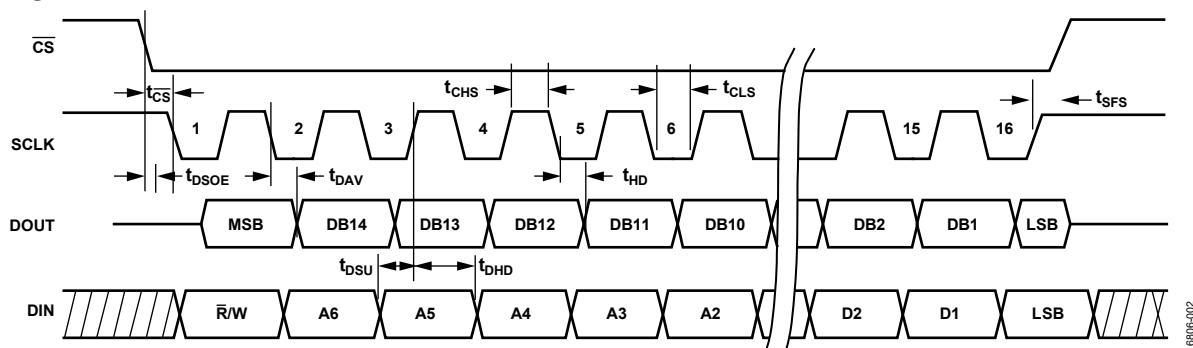 CS
tCS
tCHS
tCLS
tSFS
1 2 3 4 5 6 15 16
SCLK
tDSOE
tDAV
tHD
DOUT
MSB DB14 DB13 DB12 DB11 DB10 DB2 DB1 LSB
tDSU
tDHD
DIN
R/W A6 A5 A4 A3 A2 D2 D1 LSB
6806-002